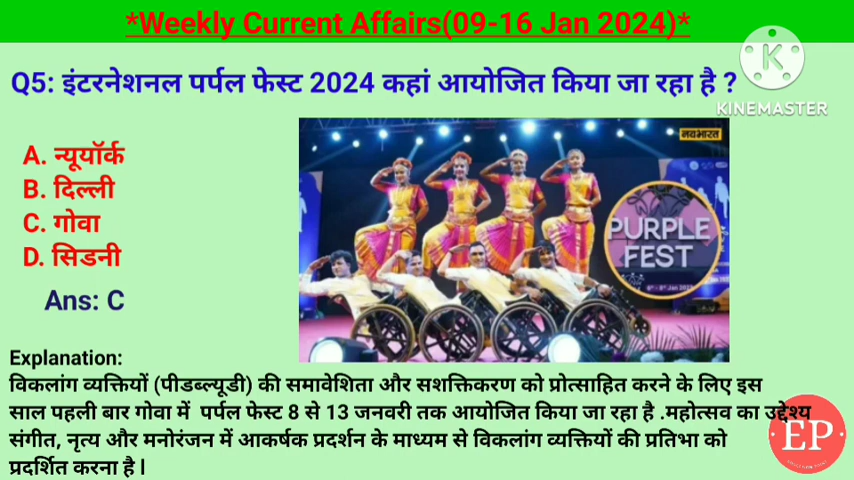 *Weekly Current Affairs(09-16 Jan 2024)*
Q5: इंटरनेशनल पर्पल फेस्ट 2024 कहां आयोजित किया जा रहा है ?
K
KINEMASTER
A. न्यूयॉर्क
B. दिल्ली
C. गोवा
D. सिडनी
Ans: C
नवभारत
PURPLE
FEST
Explanation:
विकलांग व्यक्तियों (पीडब्ल्यूडी) की समावेशिता और सशक्तिकरण को प्रोत्साहित करने के लिए इस
साल पहली बार गोवा में पर्पल फेस्ट 8 से 13 जनवरी तक आयोजित किया जा रहा है .महोत्सव का उद्देश्य
संगीत, नृत्य और मनोरंजन में आकर्षक प्रदर्शन के माध्यम से विकलांग व्यक्तियों की प्रतिभा को
प्रदर्शित करना है l
EP